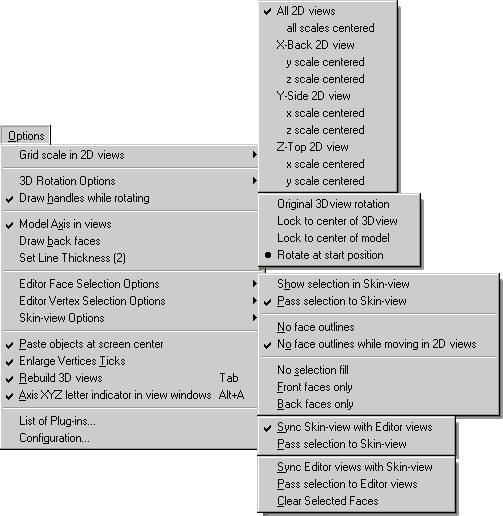 Options
Grid scale in 2D views
3D Rotation Options
Draw handles while rotating
Model Axis in views
Draw back faces
Set Line Thickness (2)
Editor Face Selection Options
Editor Vertex Selection Options
Skin-view Options
Paste objects at screen center
Enlarge Vertices Ticks
Rebuild 3D views Tab
Axis XYZ letter indicator in view windows Alt+A
List of Plug-ins...
Configuration...
All 2D views
all scales centered
X-Back 2D view
y scale centered
z scale centered
Y-Side 2D view
x scale centered
z scale centered
Z-Top 2D view
x scale centered
y scale centered
Original 3Dview rotation
Lock to center of 3Dview
Lock to center of model
Rotate at start position
Show selection in Skin-view
Pass selection to Skin-view
No face outlines
No face outlines while moving in 2D views
No selection fill
Front faces only
Back faces only
Sync Skin-view with Editor views
Pass selection to Skin-view
Sync Editor views with Skin-view
Pass selection to Editor views
Clear Selected Faces